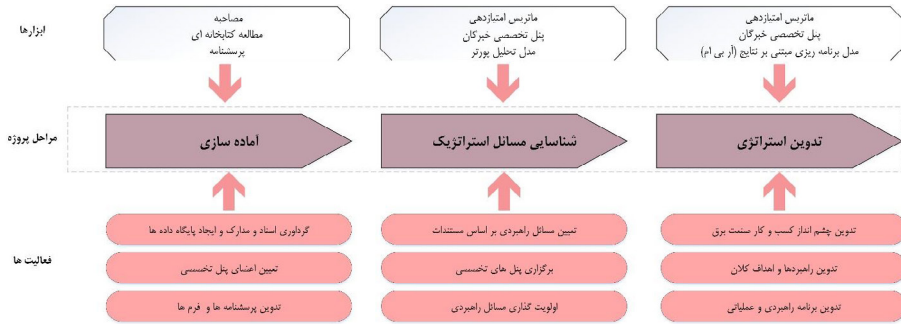 ابزارها
مصاحبه
مطالعه کتابخانه ای
پرسشنامه
ماتریس امتیازدهی
پنل تخصصی خبرگان
مدل تحلیل پورتر
ماتریس امتیازدهی
پنل تخصصی خبرگان
مدل برنامه ریزی مبتنی بر نتایج (آر بی ام)
مراحل پروژه
آماده سازی
شناسایی مسائل استراتژیک
تدوین استراتژی
فعالیت ها
گردآوری اسناد و مدارک و ایجاد پایگاه داده ها
تعیین اعضای پنل تخصصی
تدوین پرسشنامه ها و فرم ها
تعیین مسائل راهبردی بر اساس مستندات
برگزاری پنل های تخصصی
اولویت گذاری مسائل راهبردی
تدوین چشم انداز کسب و کار صنعت برق
تدوین راهبردها و اهداف کلان
تدوین برنامه راهبردی و عملیاتی